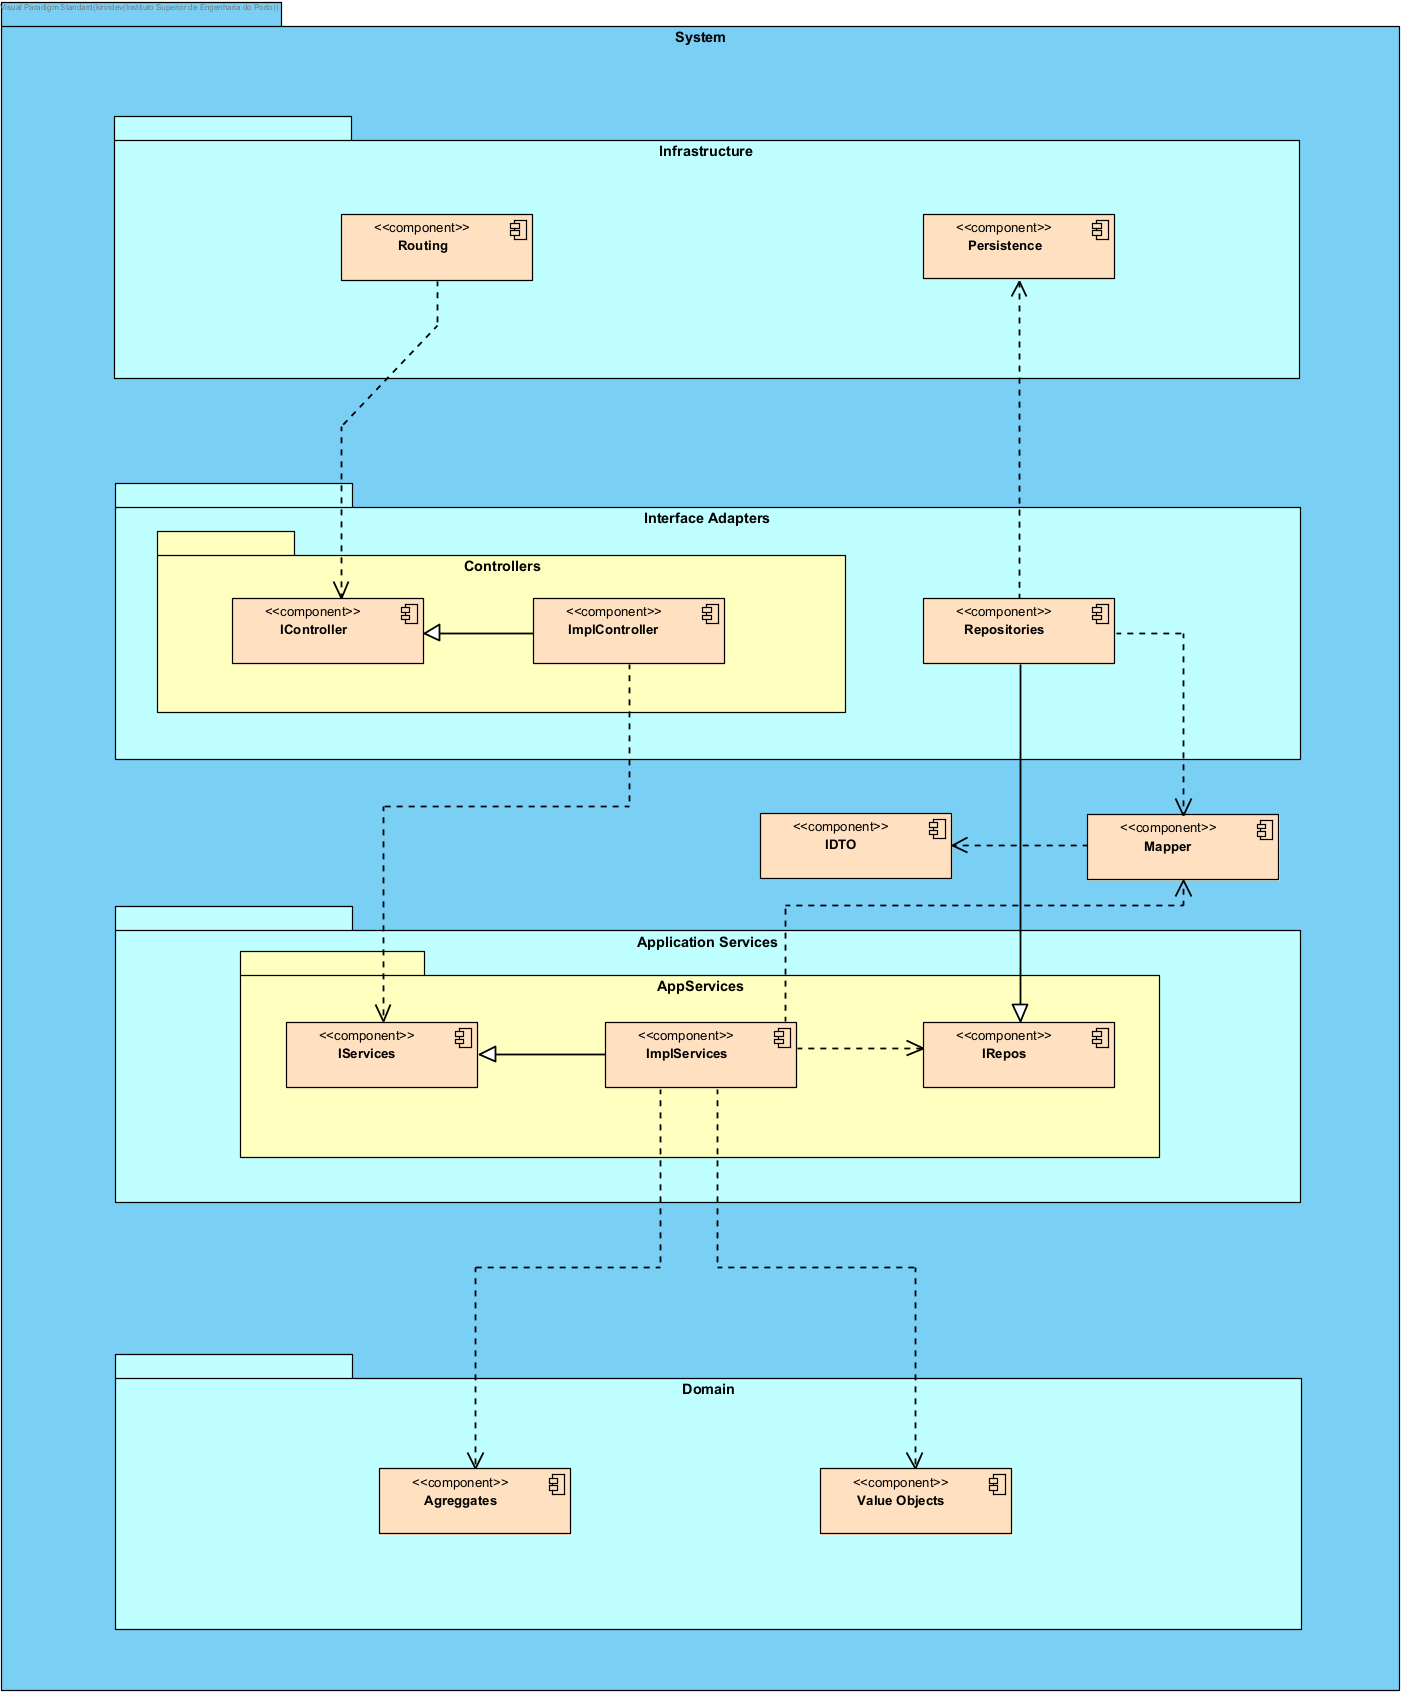 Visual Paradigm Standard(kirindev(Instituto Superior de Engenharia do Porto))
System
Infrastructure
<<component>>
Routing
<<component>>
Persistence
Interface Adapters
Controllers
<<component>>
IController
<<component>>
ImplController
<<component>>
Repositories
<<component>>
IDTO
<<component>>
Mapper
Application Services
AppServices
<<component>>
IServices
<<component>>
ImplServices
<<component>>
IRepos
Domain
<<component>>
Agreggates
<<component>>
Value Objects